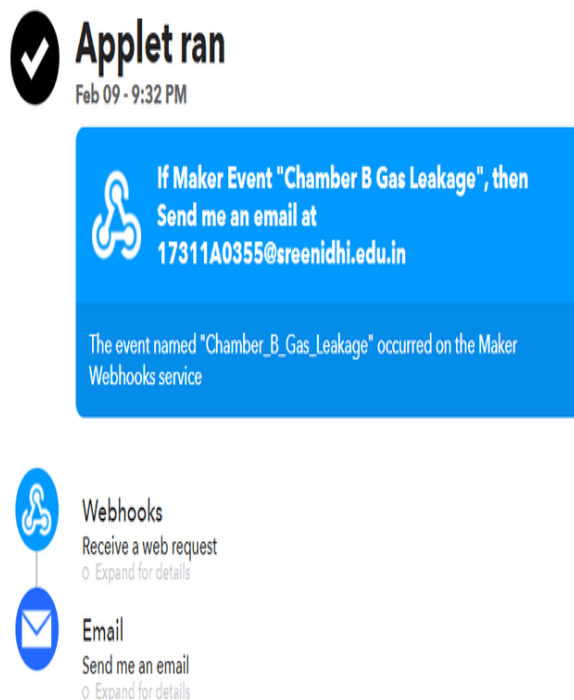 Applet ran
Feb 09 - 9:32 PM
If Maker Event "Chamber B Gas Leakage", then
Send me an email at
17311A0355@sreenidhi.edu.in
The event named "Chamber_B_Gas_Leakage" occurred on the Maker
Webhooks service
Webhooks
Receive a web request
Expand for details
Email
Send me an email
Expand for details